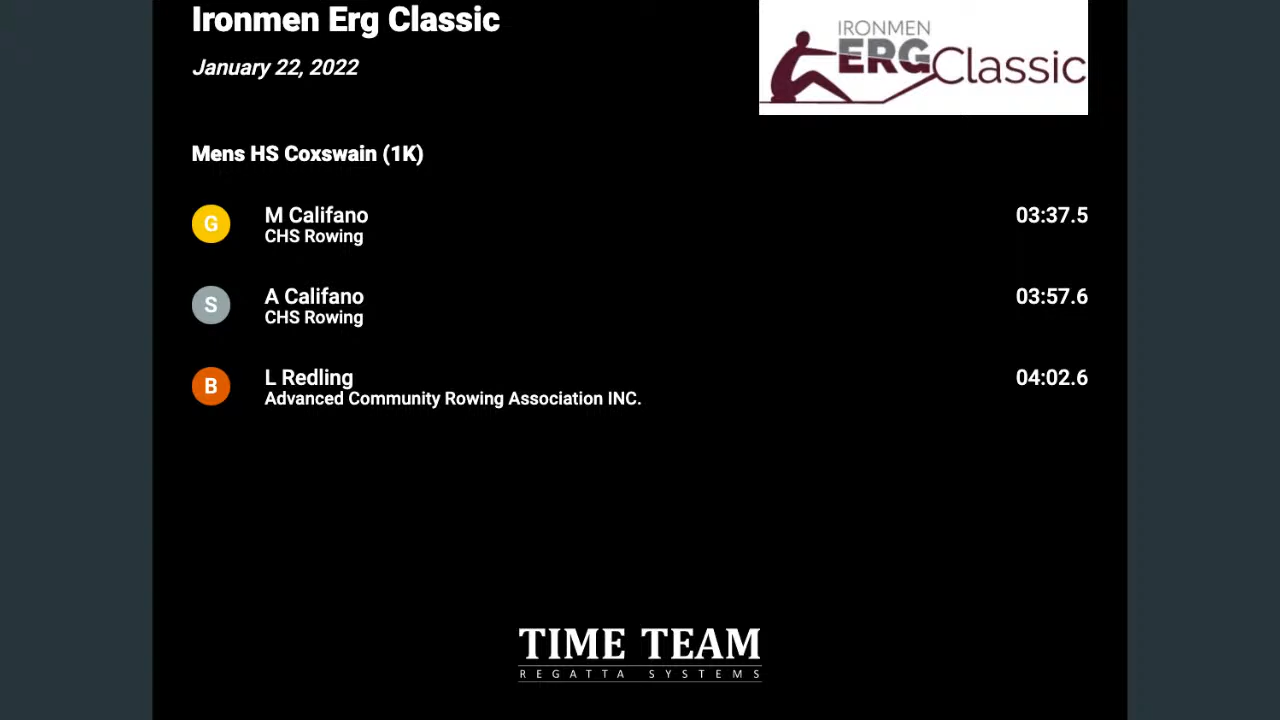 Ironmen Erg Classic
January 22, 2022
IRONMEN
ERG Classic
Mens HS Coxswain (1K)
G
M Califano
03:37.5
CHS Rowing
S
A Califano
03:57.6
CHS Rowing
B
L Redling
04:02.6
Advanced Community Rowing Association INC.
TIME TEAM
REGATTA SYSTEMS